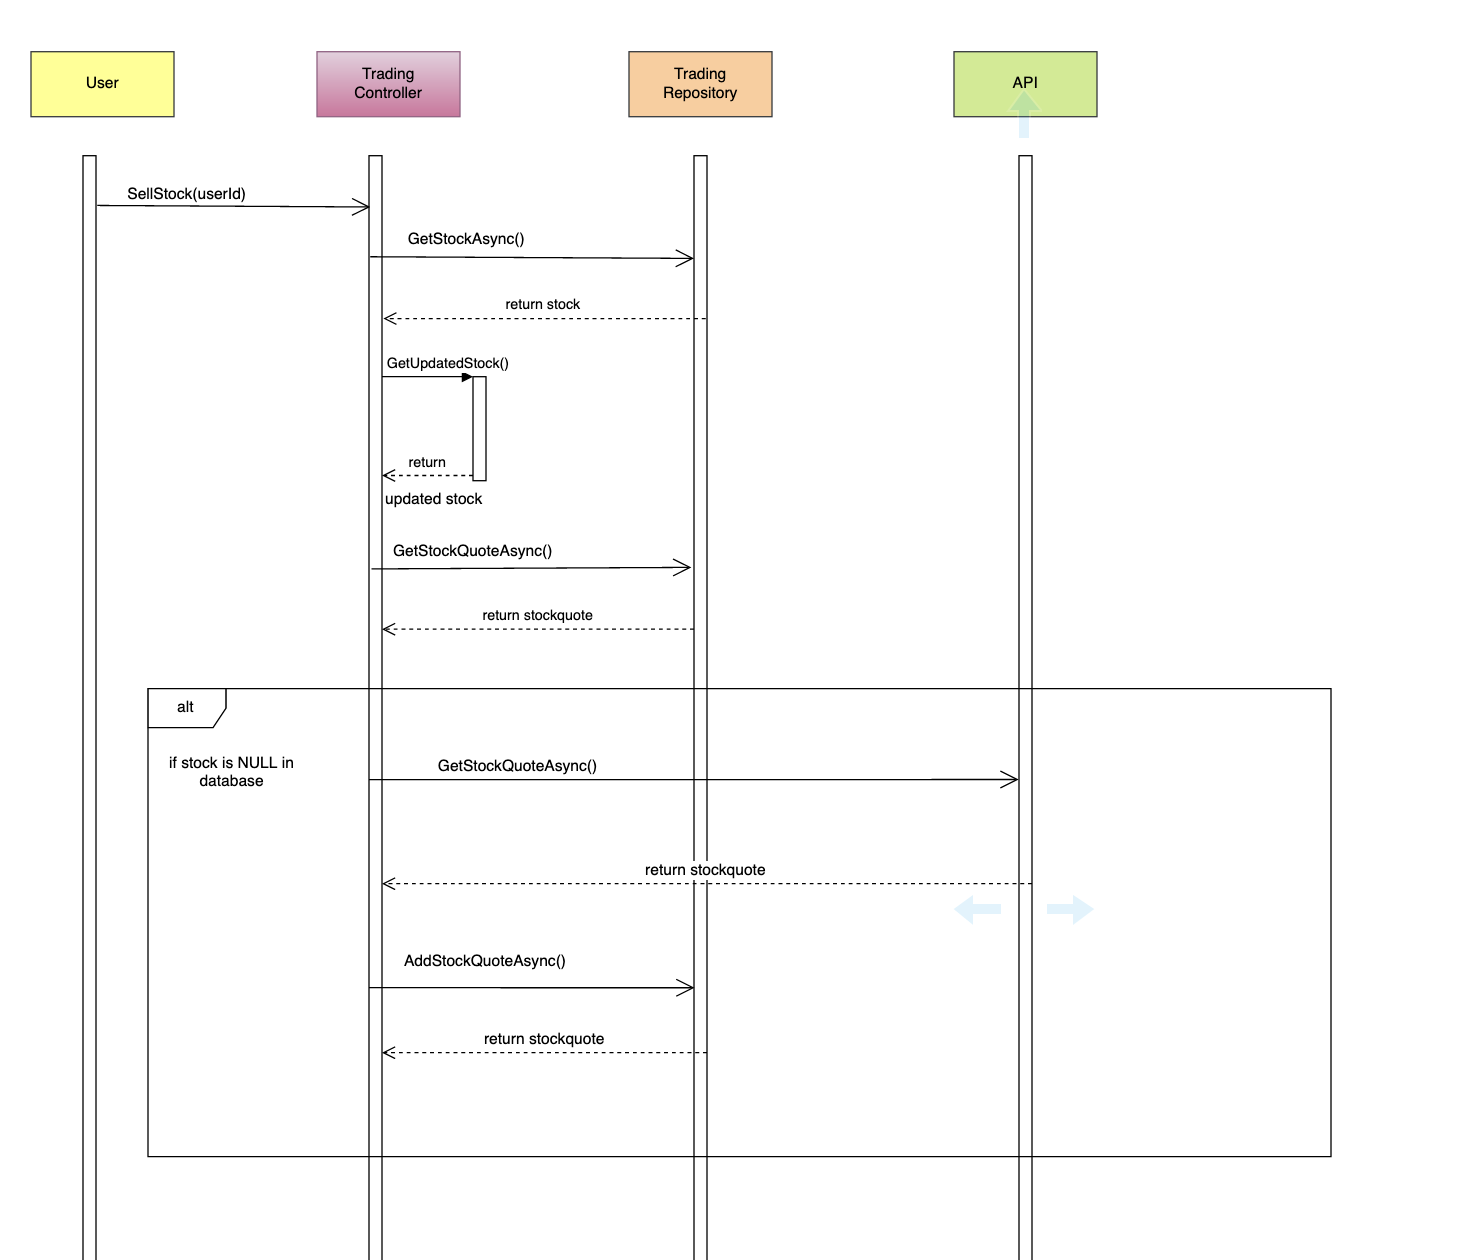 User
Trading
Controller
Trading
Repository
API
SellStock(userId)
GetStockAsync()
return stock
GetUpdatedStock()
return
updated stock
GetStockQuoteAsync()
return stockquote
alt
if stock is NULL in
database
GetStockQuoteAsync()
return stockquote
AddStockQuoteAsync()
return stockquote